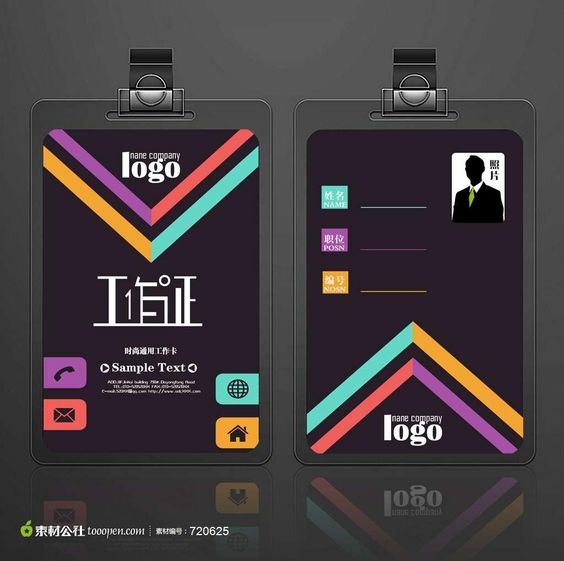 nane company
logo
工作证
时尚通用工作卡
Sample Text
照片
姓名
NAME
职位
POSN
编号
NOSN
nane company
logo
素材公社 tooopen.com 素材编号：720625